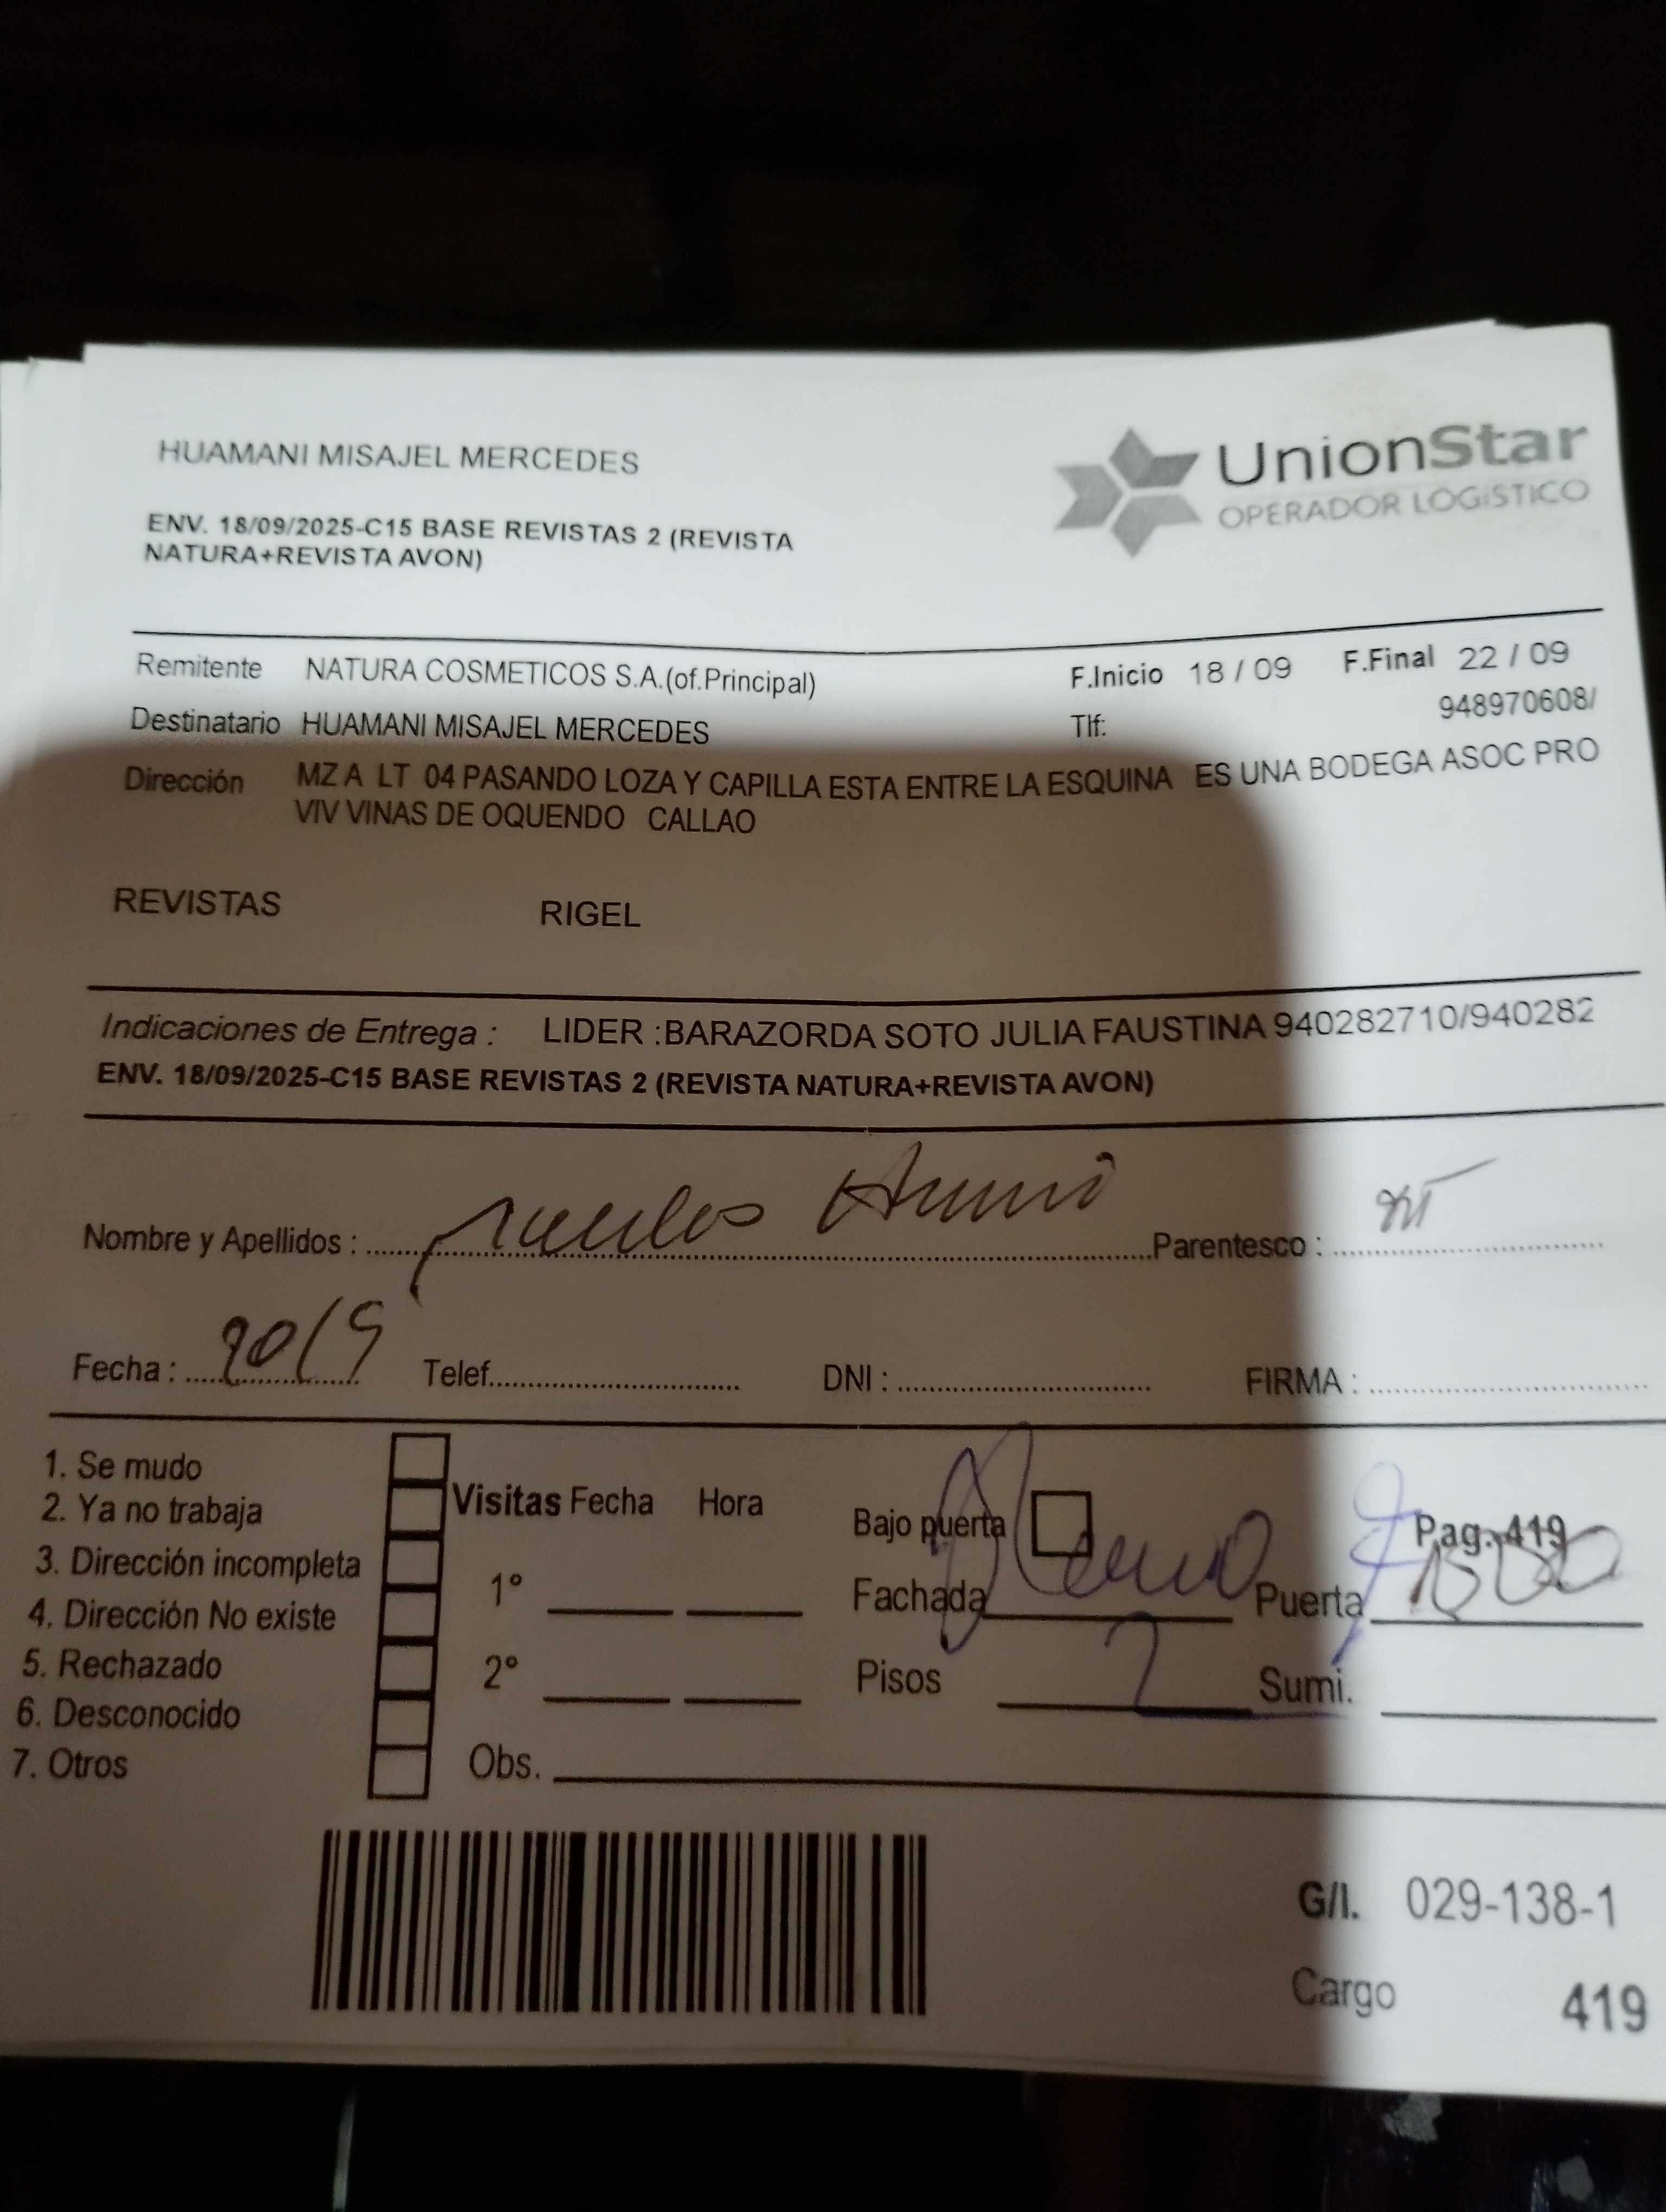 HUAMANI MISAJEL MERCEDES
UnionStar
OPERADOR LOGíSTICO
ENV. 18/09/2025-C15 BASE REVISTAS 2 (REVISTA
NATURA+REVISTA AVON)
Remitente NATURA COSMETICOS S.A.(of.Principal) F.Inicio 18 / 09 F.Final 22 / 09
Destinatario HUAMANI MISAJEL MERCEDES Tlf: 948970608/
Dirección MZ A LT 04 PASANDO LOZA Y CAPILLA ESTA ENTRE LA ESQUINA ES UNA BODEGA ASOC PRO
VIV VINAS DE OQUENDO CALLAO
REVISTAS RIGEL
Indicaciones de Entrega : LIDER :BARAZORDA SOTO JULIA FAUSTINA 940282710/940282
ENV. 18/09/2025-C15 BASE REVISTAS 2 (REVISTA NATURA+REVISTA AVON)
Nombre y Apellidos : Parentesco :
Fecha : 20/9 Telef. DNI : FIRMA :
1. Se mudo
2. Ya no trabaja
3. Dirección incompleta
4. Dirección No existe
5. Rechazado
6. Desconocido
7. Otros
Visitas Fecha Hora
1°
2°
Obs.
Bajo puerta Pag. 419
Fachada Puerta
Pisos 2 Sumi.
G/I. 029-138-1
Cargo 419